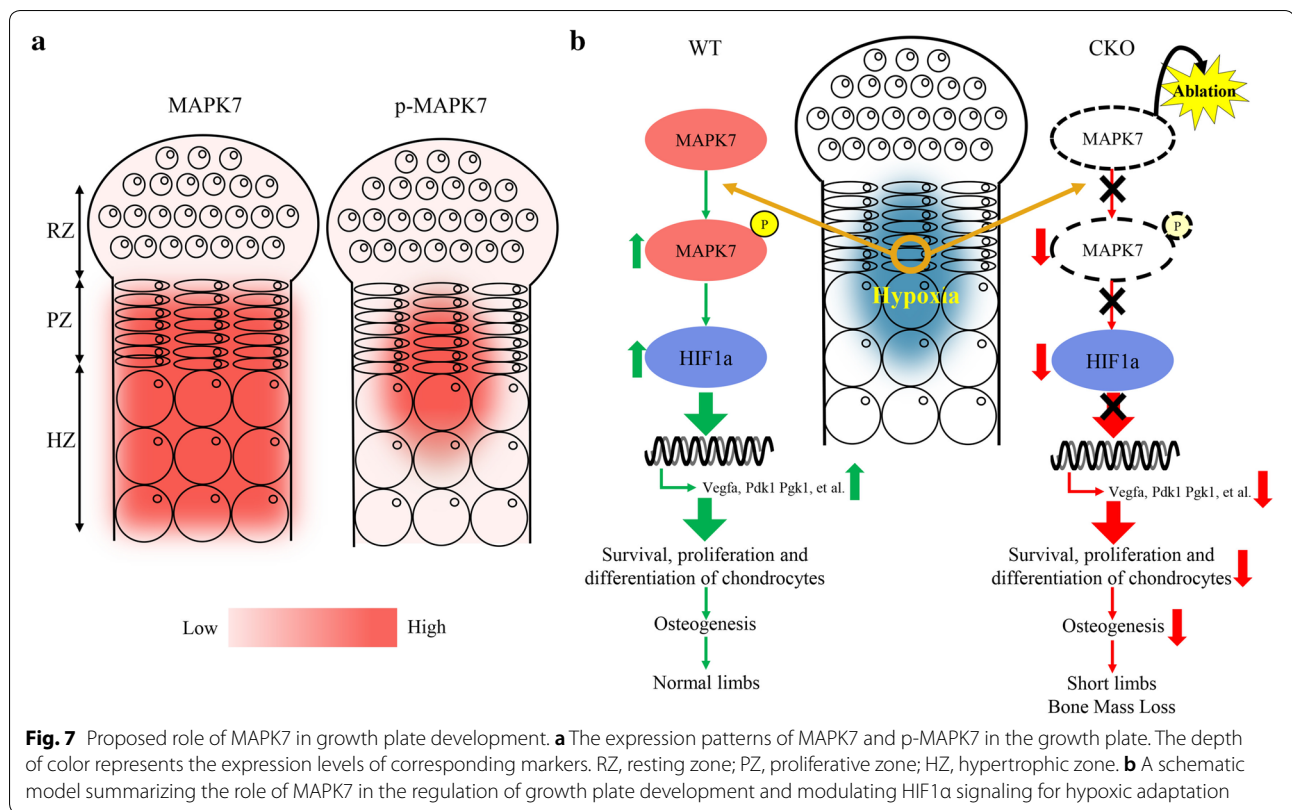 a
MAPK7
p-MAPK7
RZ
PZ
HZ
Low
High
b
WT
CKO
MAPK7
P
MAPK7
HIF1a
Vegfa, Pdk1 Pgk1, et al.
Survival, proliferation and
differentiation of chondrocytes
Osteogenesis
Normal limbs
Hypoxia
Ablation
MAPK7
P
MAPK7
HIF1a
Vegfa, Pdk1 Pgk1, et al.
Survival, proliferation and
differentiation of chondrocytes
Osteogenesis
Short limbs
Bone Mass Loss
Fig. 7 Proposed role of MAPK7 in growth plate development. a The expression patterns of MAPK7 and p-MAPK7 in the growth plate. The depth
of color represents the expression levels of corresponding markers. RZ, resting zone; PZ, proliferative zone; HZ, hypertrophic zone. b A schematic
model summarizing the role of MAPK7 in the regulation of growth plate development and modulating HIF1α signaling for hypoxic adaptation